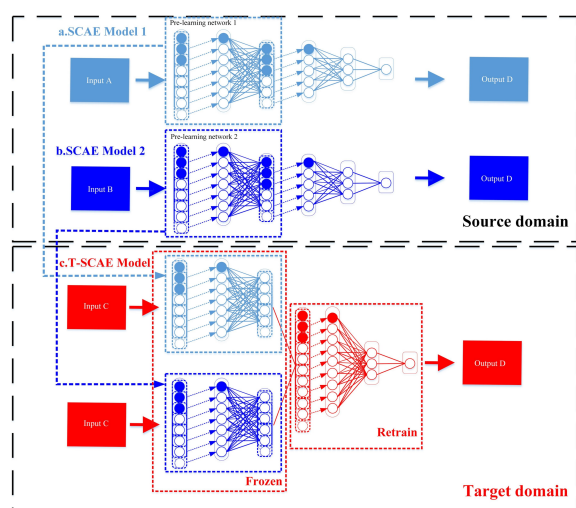 Pre-learning network 1
a.SCAE Model 1
Input A
Output D
Pre-learning network 2
b.SCAE Model 2
Input B
Output D
Source domain
c.T-SCAE Model
Input C
Output D
Input C
Retrain
Frozen
Target domain